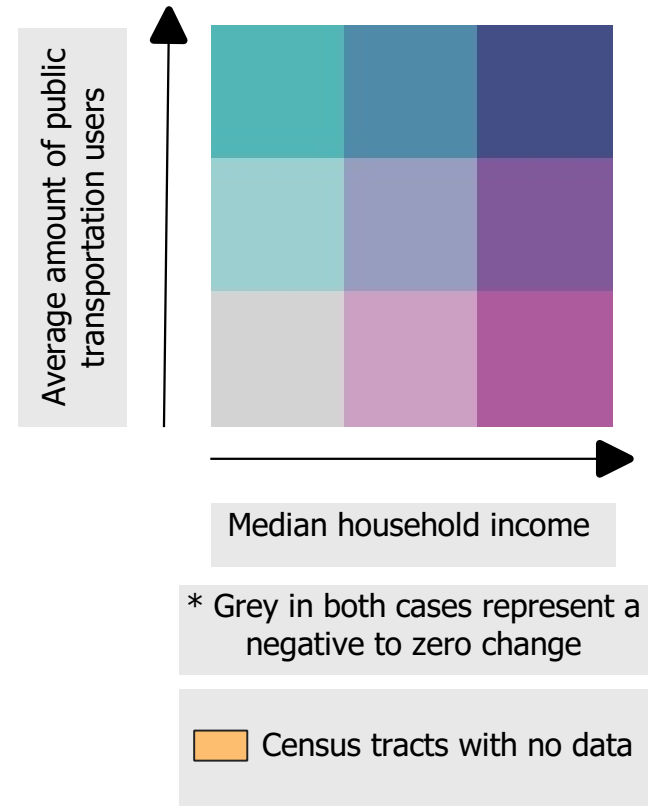 Average amount of public
transportation users
Median household income
* Grey in both cases represent a
negative to zero change
Census tracts with no data